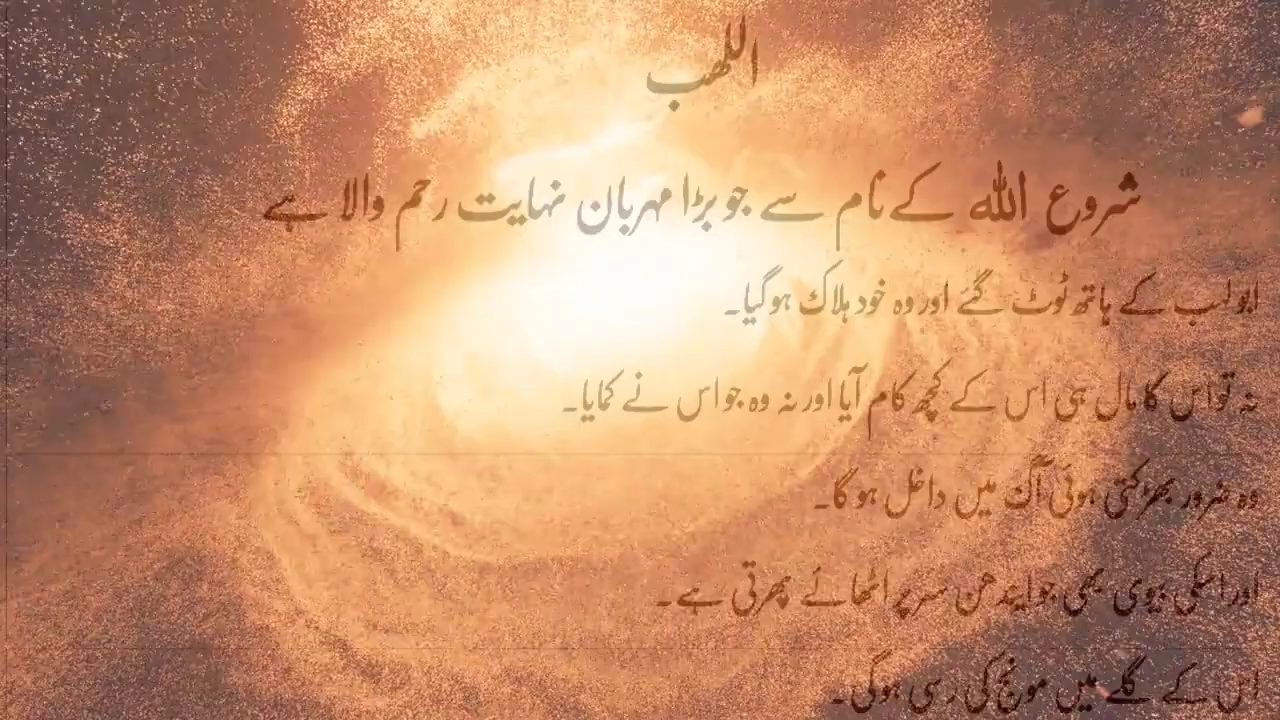 اللھب
شروع اللہ کے نام سے جو بڑا مہربان نہایت رحم والا ہے
ابولہب کے ہاتھ ٹوٹ گئے اور وہ خود ہلاک ہوگیا۔
نہ تو اس کا مال ہی اس کے کچھ کام آیا اور نہ وہ جو اس نے کمایا۔
وہ ضرور بھڑکتی ہوئی آگ میں داخل ہو گا۔
اور اسکی بیوی بھی جو ایندھن سر پر اٹھائے پھرتی ہے۔
اس کے گلے میں مونج کی رسی ہوگی۔